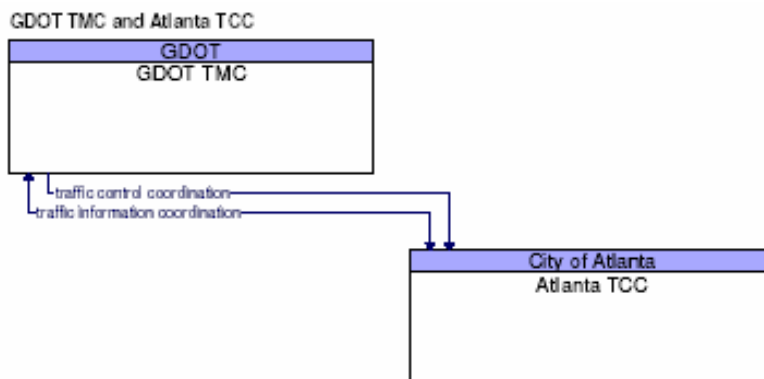 GDOT TMC and Atlanta TCC
GDOT
GDOT TMC
traffic control coordination
traffic information coordination
City of Atlanta
Atlanta TCC